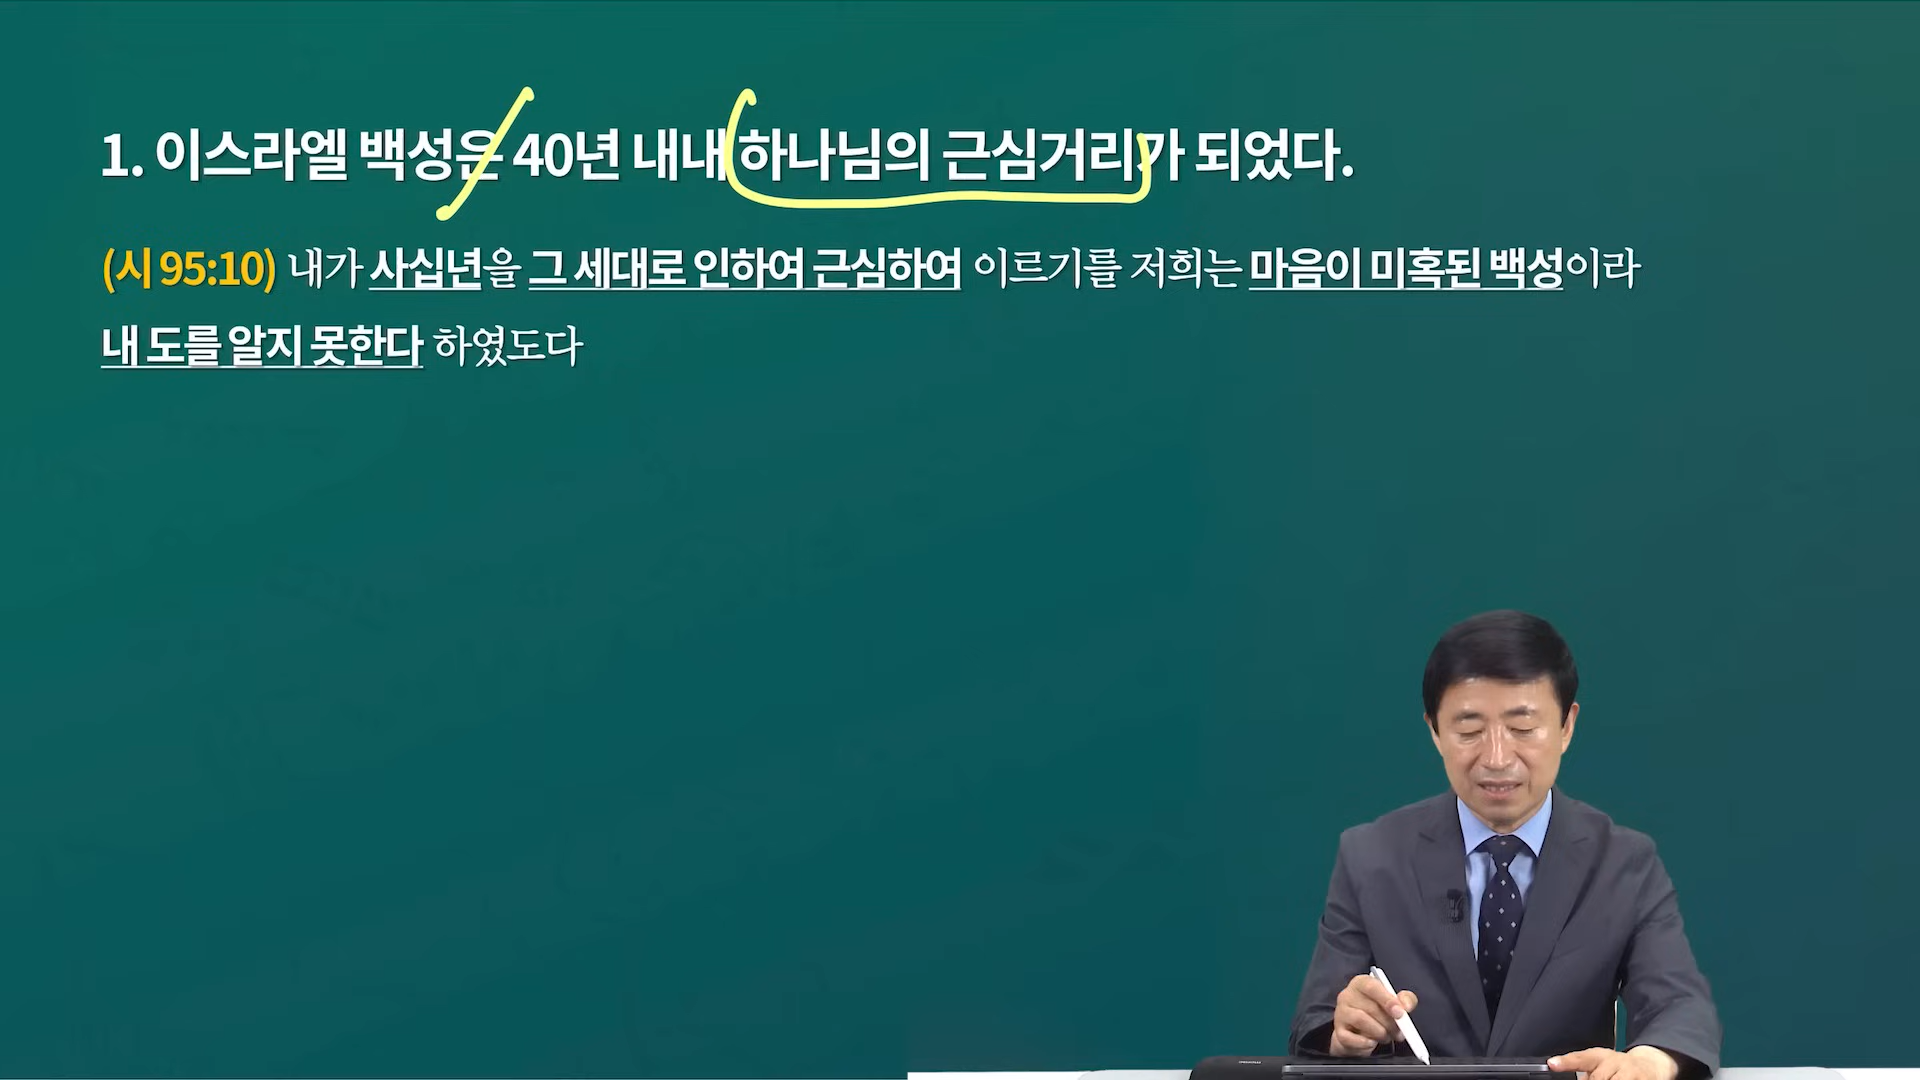 1. 이스라엘 백성은 40년 내내 하나님의 근심거리가 되었다.
(시 95:10) 내가 사십년을 그 세대로 인하여 근심하여 이르기를 저희는 마음이 미혹된 백성이라
내 도를 알지 못한다 하였도다